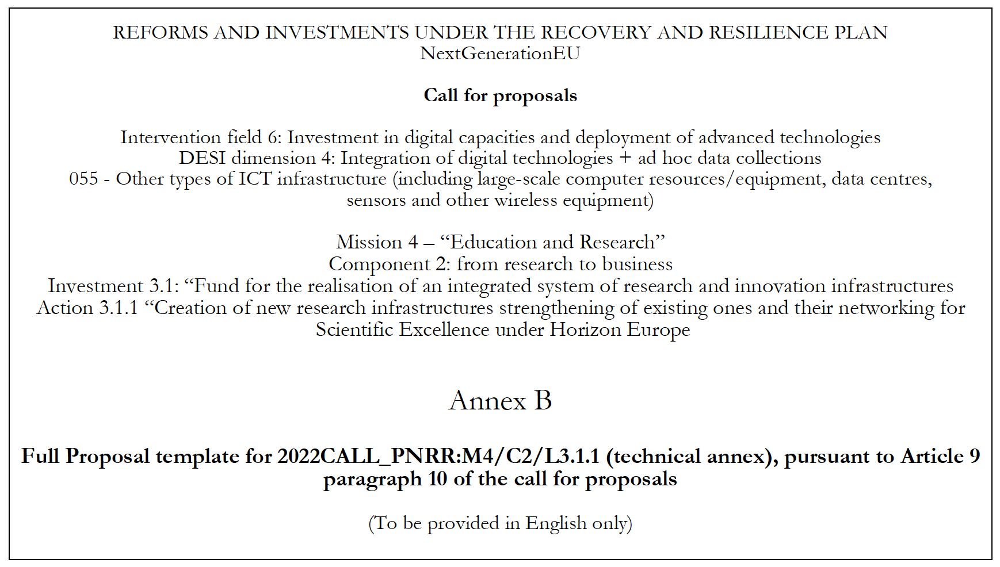 REFORMS AND INVESTMENTS UNDER THE RECOVERY AND RESILIENCE PLAN
NextGenerationEU
Call for proposals
Intervention field 6: Investment in digital capacities and deployment of advanced technologies
DESI dimension 4: Integration of digital technologies + ad hoc data collections
055 - Other types of ICT infrastructure (including large-scale computer resources/equipment, data centres,
sensors and other wireless equipment)
Mission 4 – “Education and Research”
Component 2: from research to business
Investment 3.1: “Fund for the realisation of an integrated system of research and innovation infrastructures
Action 3.1.1 “Creation of new research infrastructures strengthening of existing ones and their networking for
Scientific Excellence under Horizon Europe
Annex B
Full Proposal template for 2022CALL_PNRR:M4/C2/L3.1.1 (technical annex), pursuant to Article 9
paragraph 10 of the call for proposals
(To be provided in English only)